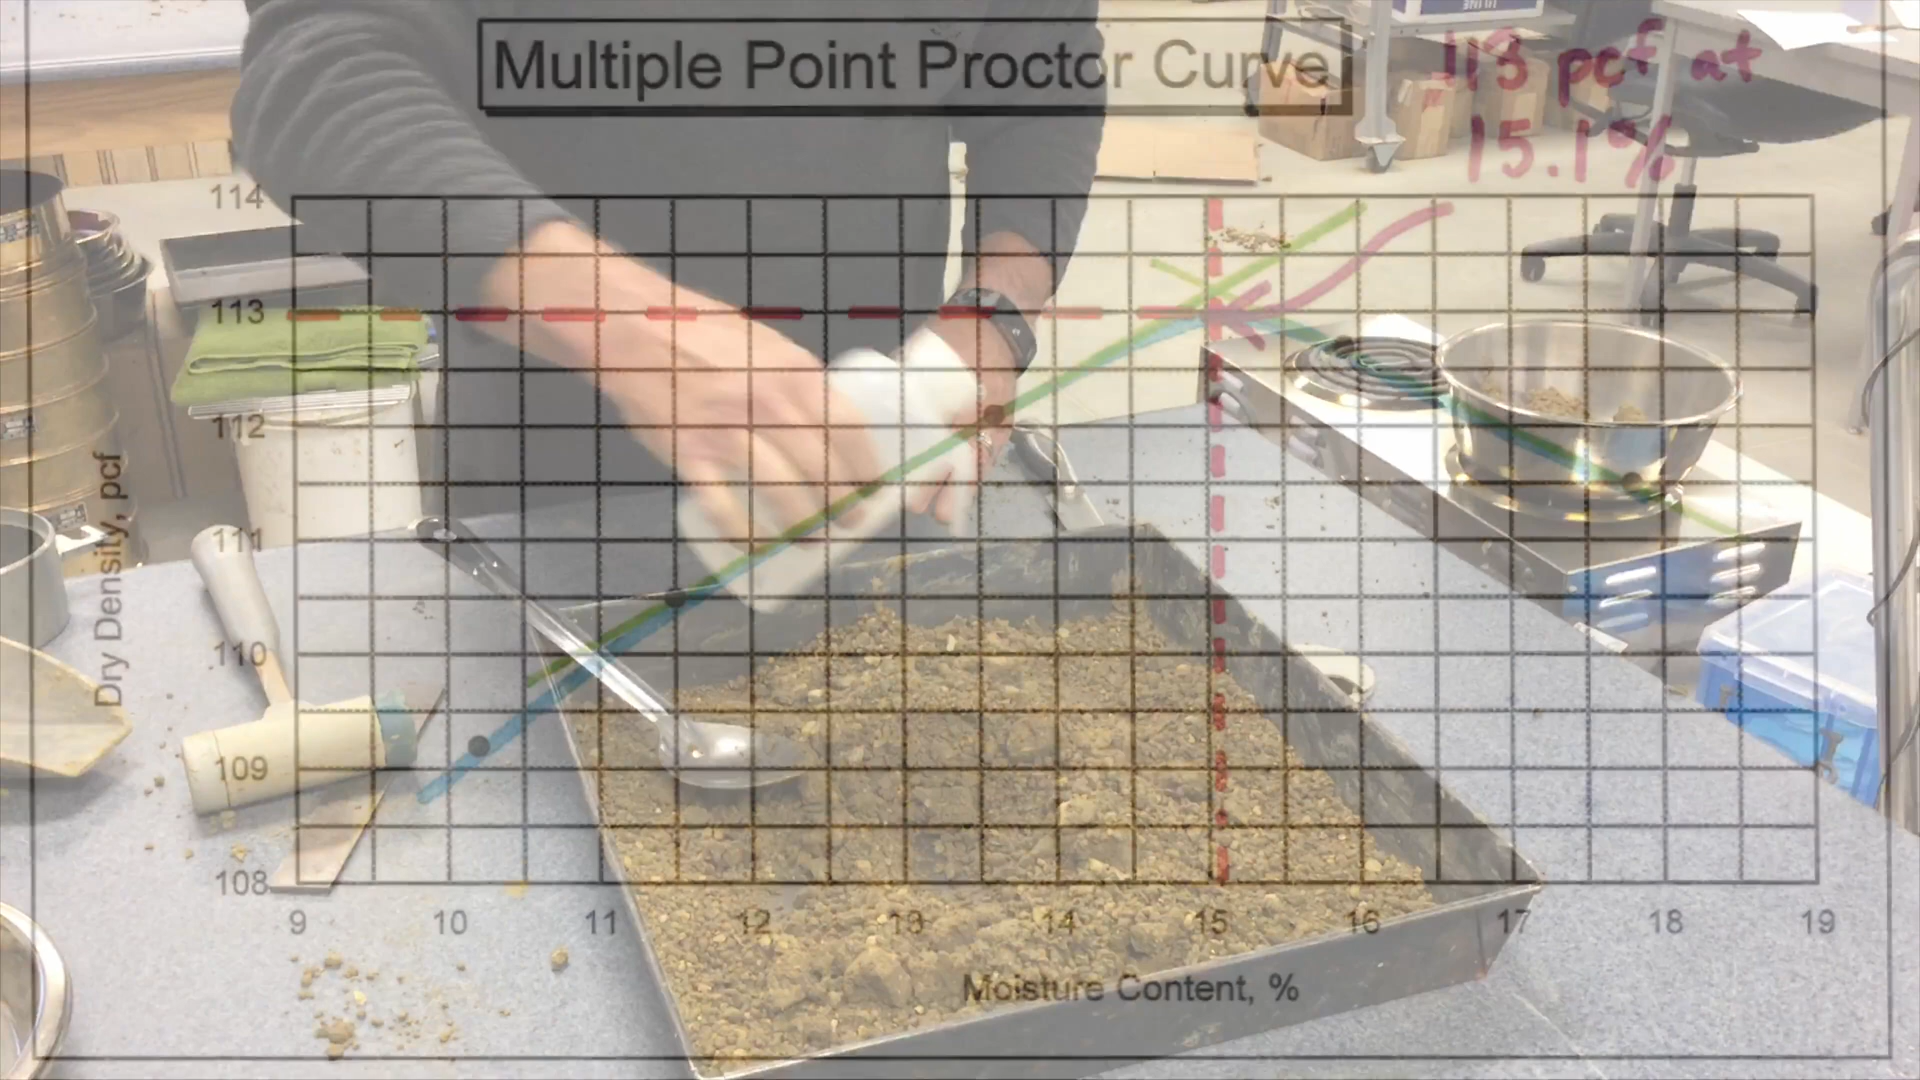 Multiple Point Proctor Curve
113 pcf at
15.1%
114
113
112
111
110
109
108
Dry Density, pcf
9 10 11 12 13 14 15 16 17 18 19
Moisture Content, %